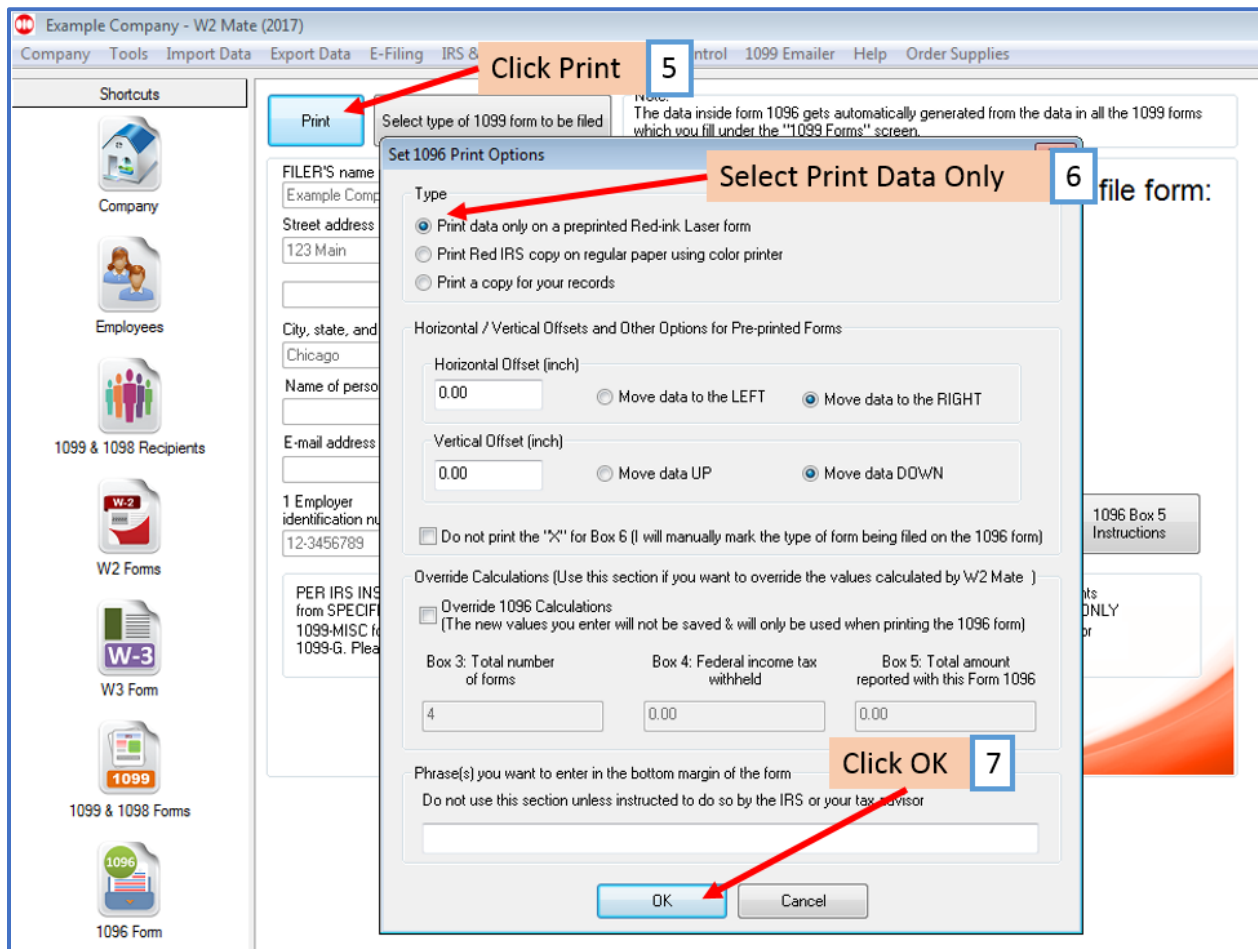 Example Company - W2 Mate (2017)
Company Tools Import Data Export Data E-Filing IRS & ntrol 1099 Emailer Help Order Supplies
Click Print 5
Shortcuts
Company
Employees
1099 & 1098 Recipients
W-2
W2 Forms
W-3
W3 Form
1099
1099 & 1098 Forms
1096
1096 Form
Print
Select type of 1099 form to be filed
Note:
The data inside form 1096 gets automatically generated from the data in all the 1099 forms
which you fill under the "1099 Forms" screen.
FILER'S name
Example Comp
Street address
123 Main
City, state, and
Chicago
Name of perso
E-mail address
1 Employer
identification nu
12-3456789
PER IRS INS
from SPECIFI
1099-MISC fo
1099-G. Plea
file form:
1096 Box 5
Instructions
nts
ONLY
or
Set 1096 Print Options
Select Print Data Only 6
Type
Print data only on a preprinted Red-ink Laser form
Print Red IRS copy on regular paper using color printer
Print a copy for your records
Horizontal / Vertical Offsets and Other Options for Pre-printed Forms
Horizontal Offset (inch)
0.00 Move data to the LEFT Move data to the RIGHT
Vertical Offset (inch)
0.00 Move data UP Move data DOWN
Do not print the "X" for Box 6 (I will manually mark the type of form being filed on the 1096 form)
Override Calculations (Use this section if you want to override the values calculated by W2 Mate )
Override 1096 Calculations
(The new values you enter will not be saved & will only be used when printing the 1096 form)
Box 3: Total number
of forms
4
Box 4: Federal income tax
withheld
0.00
Box 5: Total amount
reported with this Form 1096
0.00
Click OK 7
Phrase(s) you want to enter in the bottom margin of the form
Do not use this section unless instructed to do so by the IRS or your tax advisor
OK Cancel